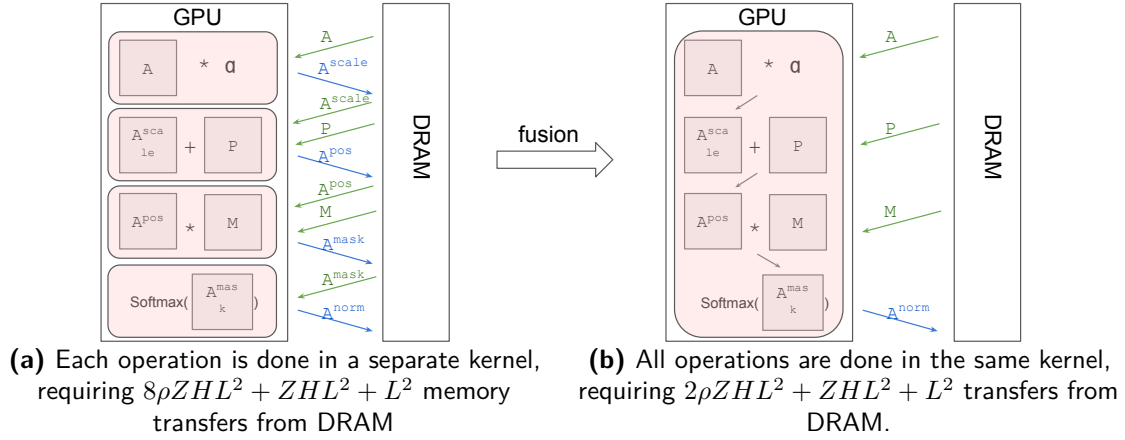 GPU
A * α
A^sca
le + P
A^pos * M
Softmax( A^mas
k )
A
A^scale
A^scale
P
A^pos
A^pos
M
A^mask
A^mask
A^norm
DRAM
fusion
GPU
A * α
A^sca
le + P
A^pos * M
Softmax( A^mas
k )
A
P
M
A^norm
DRAM
(a) Each operation is done in a separate kernel,
requiring 8ρZHL² + ZHL² + L² memory
transfers from DRAM
(b) All operations are done in the same kernel,
requiring 2ρZHL² + ZHL² + L² transfers from
DRAM.